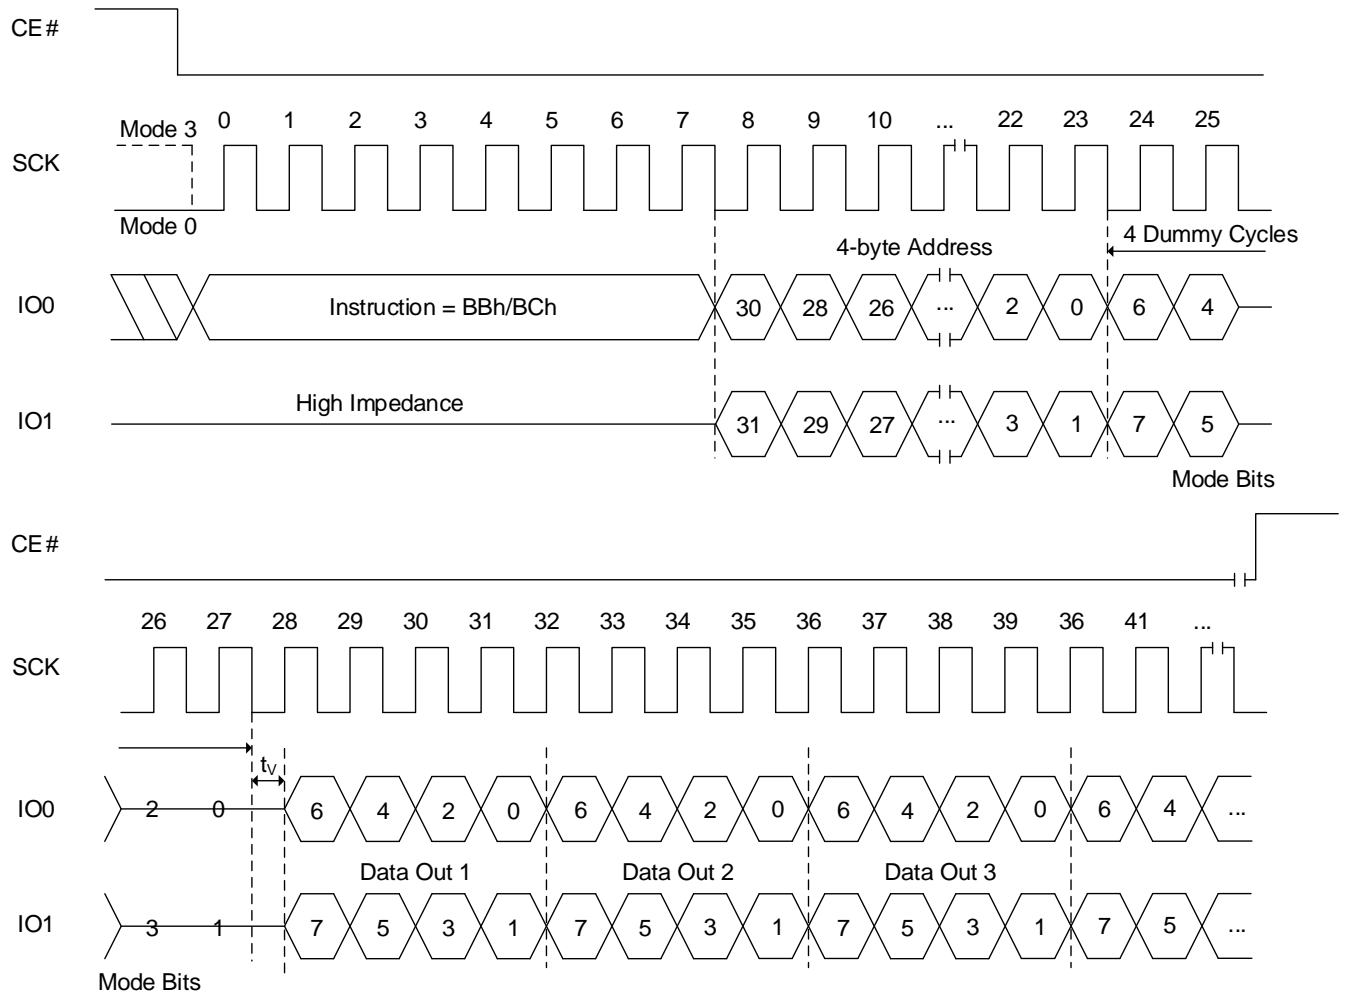 CE#
Mode 3 0 1 2 3 4 5 6 7 8 9 10 ... 22 23 24 25
SCK
Mode 0
4-byte Address 4 Dummy Cycles
IO0 Instruction = BBh/BCh 30 28 26 ... 2 0 6 4
High Impedance
IO1 31 29 27 ... 3 1 7 5
Mode Bits
CE#
26 27 28 29 30 31 32 33 34 35 36 37 38 39 36 41 ...
SCK
tV
IO0 2 0 6 4 2 0 6 4 2 0 6 4 2 0 6 4 ...
Data Out 1 Data Out 2 Data Out 3
IO1 3 1 7 5 3 1 7 5 3 1 7 5 3 1 7 5 ...
Mode Bits